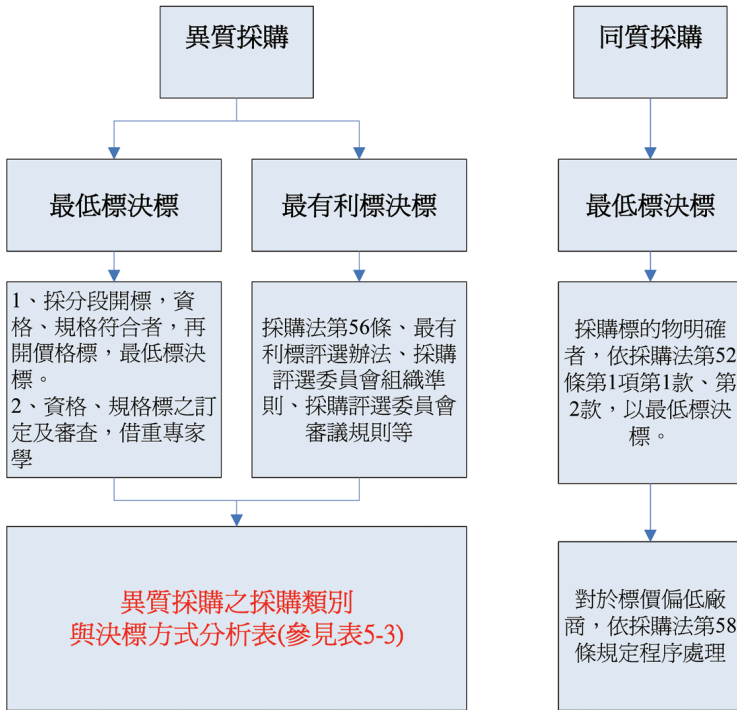 異質採購
最低標決標
最有利標決標
1、採分段開標，資
格、規格符合者，再
開價格標，最低標決
標。
2、資格、規格標之訂
定及審查，借重專家
學
採購法第56條、最有
利標評選辦法、採購
評選委員會組織準
則、採購評選委員會
審議規則等
異質採購之採購類別
與決標方式分析表(參見表5-3)
同質採購
最低標決標
採購標的物明確
者，依採購法第52
條第1項第1款、第
2款，以最低標決
標。
對於標價偏低廠
商，依採購法第58
條規定程序處理